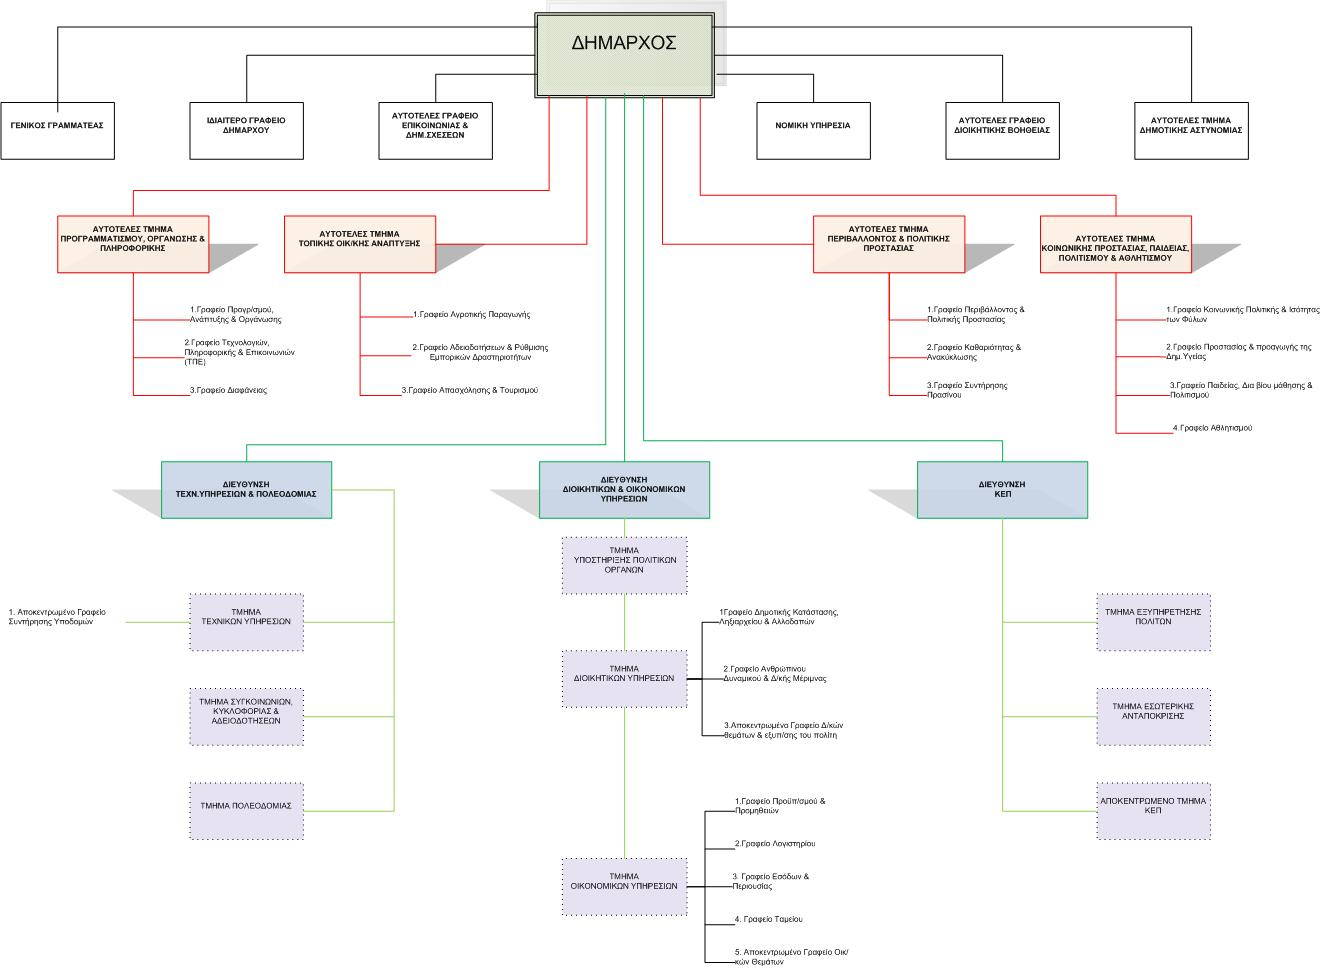 ΔΗΜΑΡΧΟΣ
ΓΕΝΙΚΟΣ ΓΡΑΜΜΑΤΕΑΣ
ΙΔΙΑΙΤΕΡΟ ΓΡΑΦΕΙΟ
ΔΗΜΑΡΧΟΥ
ΑΥΤΟΤΕΛΕΣ ΓΡΑΦΕΙΟ
ΕΠΙΚΟΙΝΩΝΙΑΣ &
ΔΗΜ.ΣΧΕΣΕΩΝ
ΝΟΜΙΚΗ ΥΠΗΡΕΣΙΑ
ΑΥΤΟΤΕΛΕΣ ΓΡΑΦΕΙΟ
ΔΙΟΙΚΗΤΙΚΗΣ ΒΟΗΘΕΙΑΣ
ΑΥΤΟΤΕΛΕΣ ΤΜΗΜΑ
ΔΗΜΟΤΙΚΗΣ ΑΣΤΥΝΟΜΙΑΣ
ΑΥΤΟΤΕΛΕΣ ΤΜΗΜΑ
ΠΡΟΓΡΑΜΜΑΤΙΣΜΟΥ, ΟΡΓΑΝΩΣΗΣ &
ΠΛΗΡΟΦΟΡΙΚΗΣ
1.Γραφείο Προγρ/σμού,
Ανάπτυξης & Οργάνωσης
2.Γραφείο Τεχνολογιών,
Πληροφορικής & Επικοινωνιών
(ΤΠΕ)
3.Γραφείο Διαφάνειας
ΑΥΤΟΤΕΛΕΣ ΤΜΗΜΑ
ΤΟΠΙΚΗΣ ΟΙΚ/ΚΗΣ ΑΝΑΠΤΥΞΗΣ
1.Γραφείο Αγροτικής Παραγωγής
2.Γραφείο Αδειοδοτήσεων & Ρύθμισης
Εμπορικών Δραστηριοτήτων
3.Γραφείο Απασχόλησης & Τουρισμού
ΑΥΤΟΤΕΛΕΣ ΤΜΗΜΑ
ΠΕΡΙΒΑΛΛΟΝΤΟΣ & ΠΟΛΙΤΙΚΗΣ
ΠΡΟΣΤΑΣΙΑΣ
1.Γραφείο Περιβάλλοντος &
Πολιτικής Προστασίας
2.Γραφείο Καθαριότητας &
Ανακύκλωσης
3.Γραφείο Συντήρησης
Πρασίνου
ΑΥΤΟΤΕΛΕΣ ΤΜΗΜΑ
ΚΟΙΝΩΝΙΚΗΣ ΠΡΟΣΤΑΣΙΑΣ, ΠΑΙΔΕΙΑΣ,
ΠΟΛΙΤΙΣΜΟΥ & ΑΘΛΗΤΙΣΜΟΥ
1.Γραφείο Κοινωνικής Πολιτικής & Ισότητας
των Φύλων
2.Γραφείο Προστασίας & προαγωγής της
Δημ.Υγείας
3.Γραφείο Παιδείας, Δια βίου μάθησης &
Πολιτισμού
4.Γραφείο Αθλητισμού
ΔΙΕΥΘΥΝΣΗ
ΤΕΧΝ.ΥΠΗΡΕΣΙΩΝ & ΠΟΛΕΟΔΟΜΙΑΣ
1. Αποκεντρωμένο Γραφείο
Συντήρησης Υποδομών
ΤΜΗΜΑ
ΤΕΧΝΙΚΩΝ ΥΠΗΡΕΣΙΩΝ
ΤΜΗΜΑ ΣΥΓΚΟΙΝΩΝΙΩΝ,
ΚΥΚΛΟΦΟΡΙΑΣ &
ΑΔΕΙΟΔΟΤΗΣΕΩΝ
ΤΜΗΜΑ ΠΟΛΕΟΔΟΜΙΑΣ
ΔΙΕΥΘΥΝΣΗ
ΔΙΟΙΚΗΤΙΚΩΝ & ΟΙΚΟΝΟΜΙΚΩΝ
ΥΠΗΡΕΣΙΩΝ
ΤΜΗΜΑ
ΥΠΟΣΤΗΡΙΞΗΣ ΠΟΛΙΤΙΚΩΝ
ΟΡΓΑΝΩΝ
ΤΜΗΜΑ
ΔΙΟΙΚΗΤΙΚΩΝ ΥΠΗΡΕΣΙΩΝ
1Γραφείο Δημοτικής Κατάστασης,
Ληξιαρχείου & Αλλοδαπών
2.Γραφείο Ανθρώπινου
Δυναμικού & Δ/κής Μέριμνας
3.Αποκεντρωμένο Γραφείο Δ/κών
θεμάτων & εξυπ/σης του πολίτη
ΤΜΗΜΑ
ΟΙΚΟΝΟΜΙΚΩΝ ΥΠΗΡΕΣΙΩΝ
1.Γραφείο Προϋπ/σμού &
Προμηθειών
2.Γραφείο Λογιστηρίου
3. Γραφείο Εσόδων &
Περιουσίας
4. Γραφείο Ταμείου
5. Αποκεντρωμένο Γραφείο Οικ/
κών Θεμάτων
ΔΙΕΥΘΥΝΣΗ
ΚΕΠ
ΤΜΗΜΑ ΕΞΥΠΗΡΕΤΗΣΗΣ
ΠΟΛΙΤΩΝ
ΤΜΗΜΑ ΕΣΩΤΕΡΙΚΗΣ
ΑΝΤΑΠΟΚΡΙΣΗΣ
ΑΠΟΚΕΝΤΡΩΜΕΝΟ ΤΜΗΜΑ
ΚΕΠ